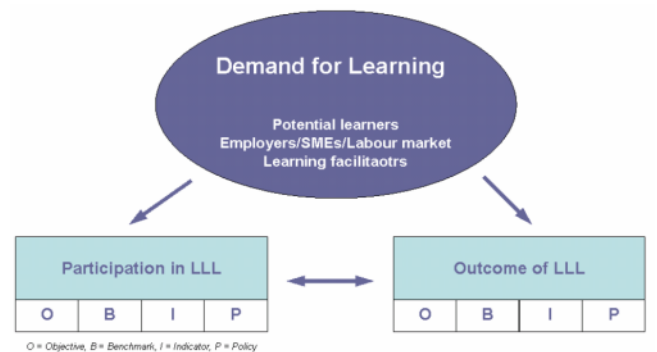 Demand for Learning
Potential learners
Employers/SMEs/Labour market
Learning facilitaotrs
Participation in LLL
O B I P
Outcome of LLL
O B I P
O = Objective, B = Benchmark, I = Indicator, P = Policy